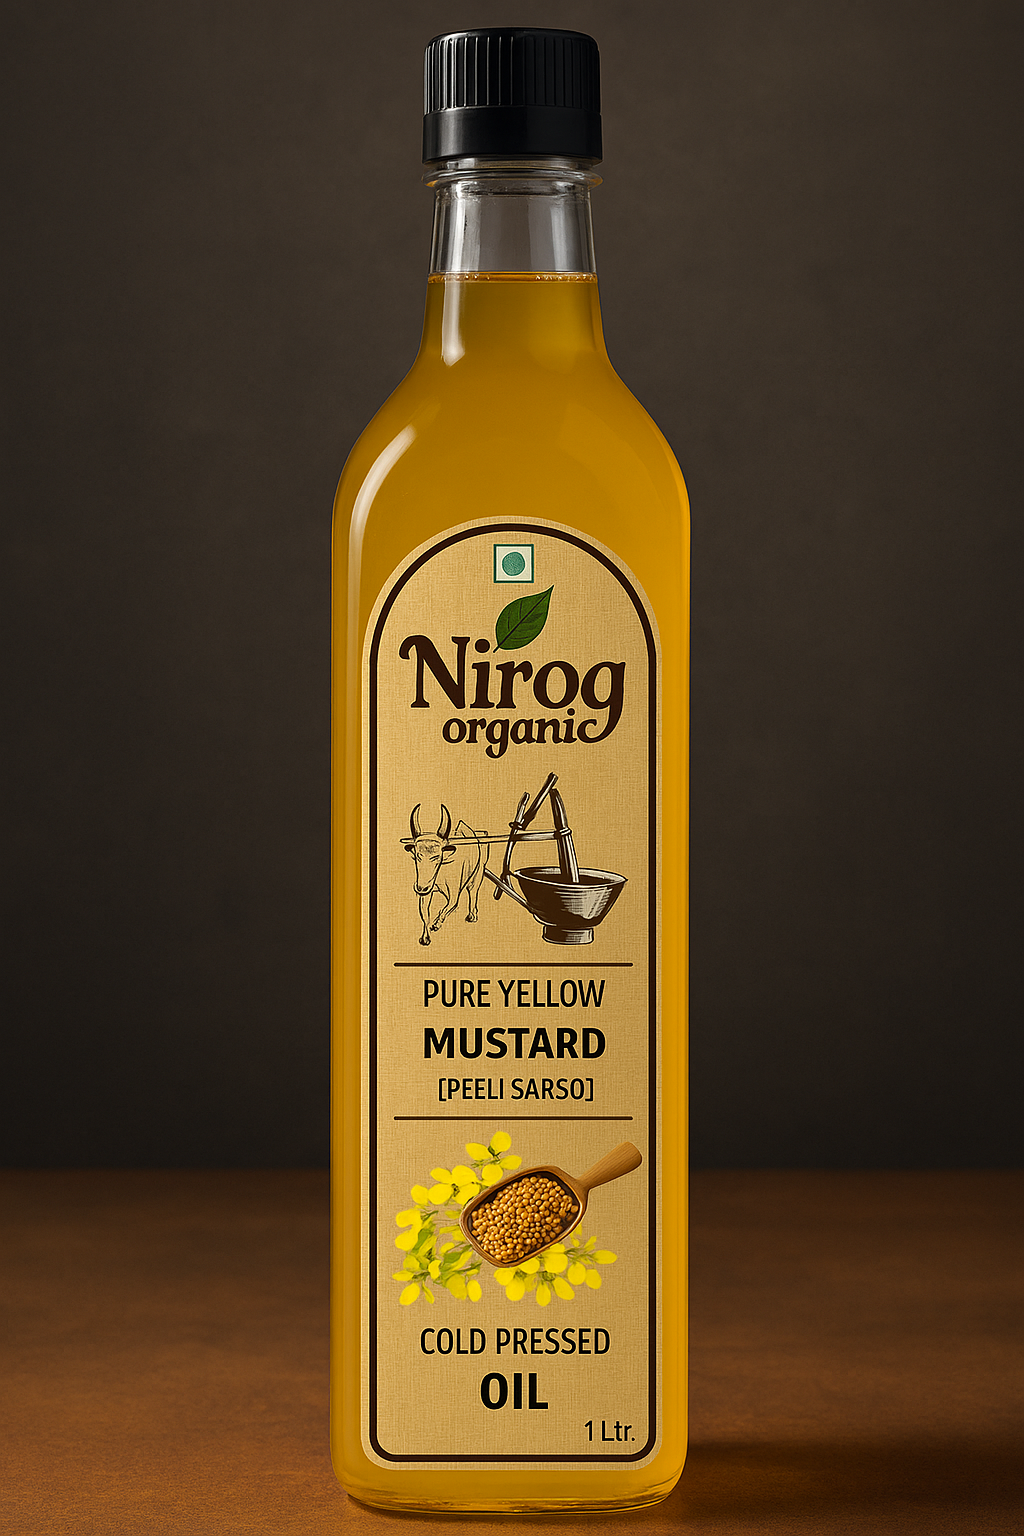 Nirog
organic
PURE YELLOW
MUSTARD
[PEELI SARSO]
COLD PRESSED
OIL
1 Ltr.